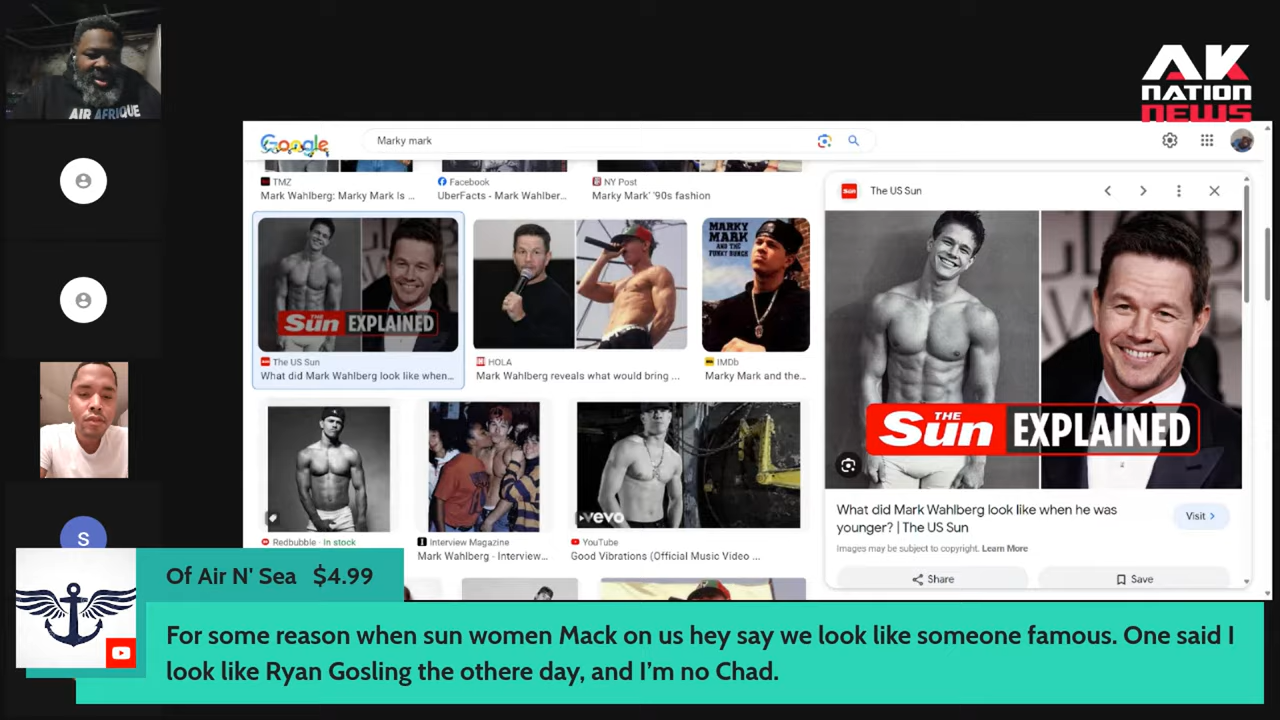 AIR AFRIQUE
AK
NATION
NEWS
Google
Marky mark
TMZ
Mark Wahlberg: Marky Mark Is ...
Facebook
UberFacts - Mark Wahlber...
NY Post
Marky Mark' '90s fashion
The US Sun
THE
Sun EXPLAINED
MARKY
MARK
AND THE
FUNKY BUNCH
The US Sun
What did Mark Wahlberg look like when...
HOLA
Mark Wahlberg reveals what would bring ...
IMDb
Marky Mark and the...
THE
Sun EXPLAINED
vevo
Redbubble · In stock
Interview Magazine
Mark Wahlberg - Interview...
YouTube
Good Vibrations (Official Music Video ...
What did Mark Wahlberg look like when he was
younger? | The US Sun
Visit
Images may be subject to copyright. Learn More
Share
Save
S
Of Air N' Sea $4.99
For some reason when sun women Mack on us hey say we look like someone famous. One said I
look like Ryan Gosling the othere day, and I'm no Chad.